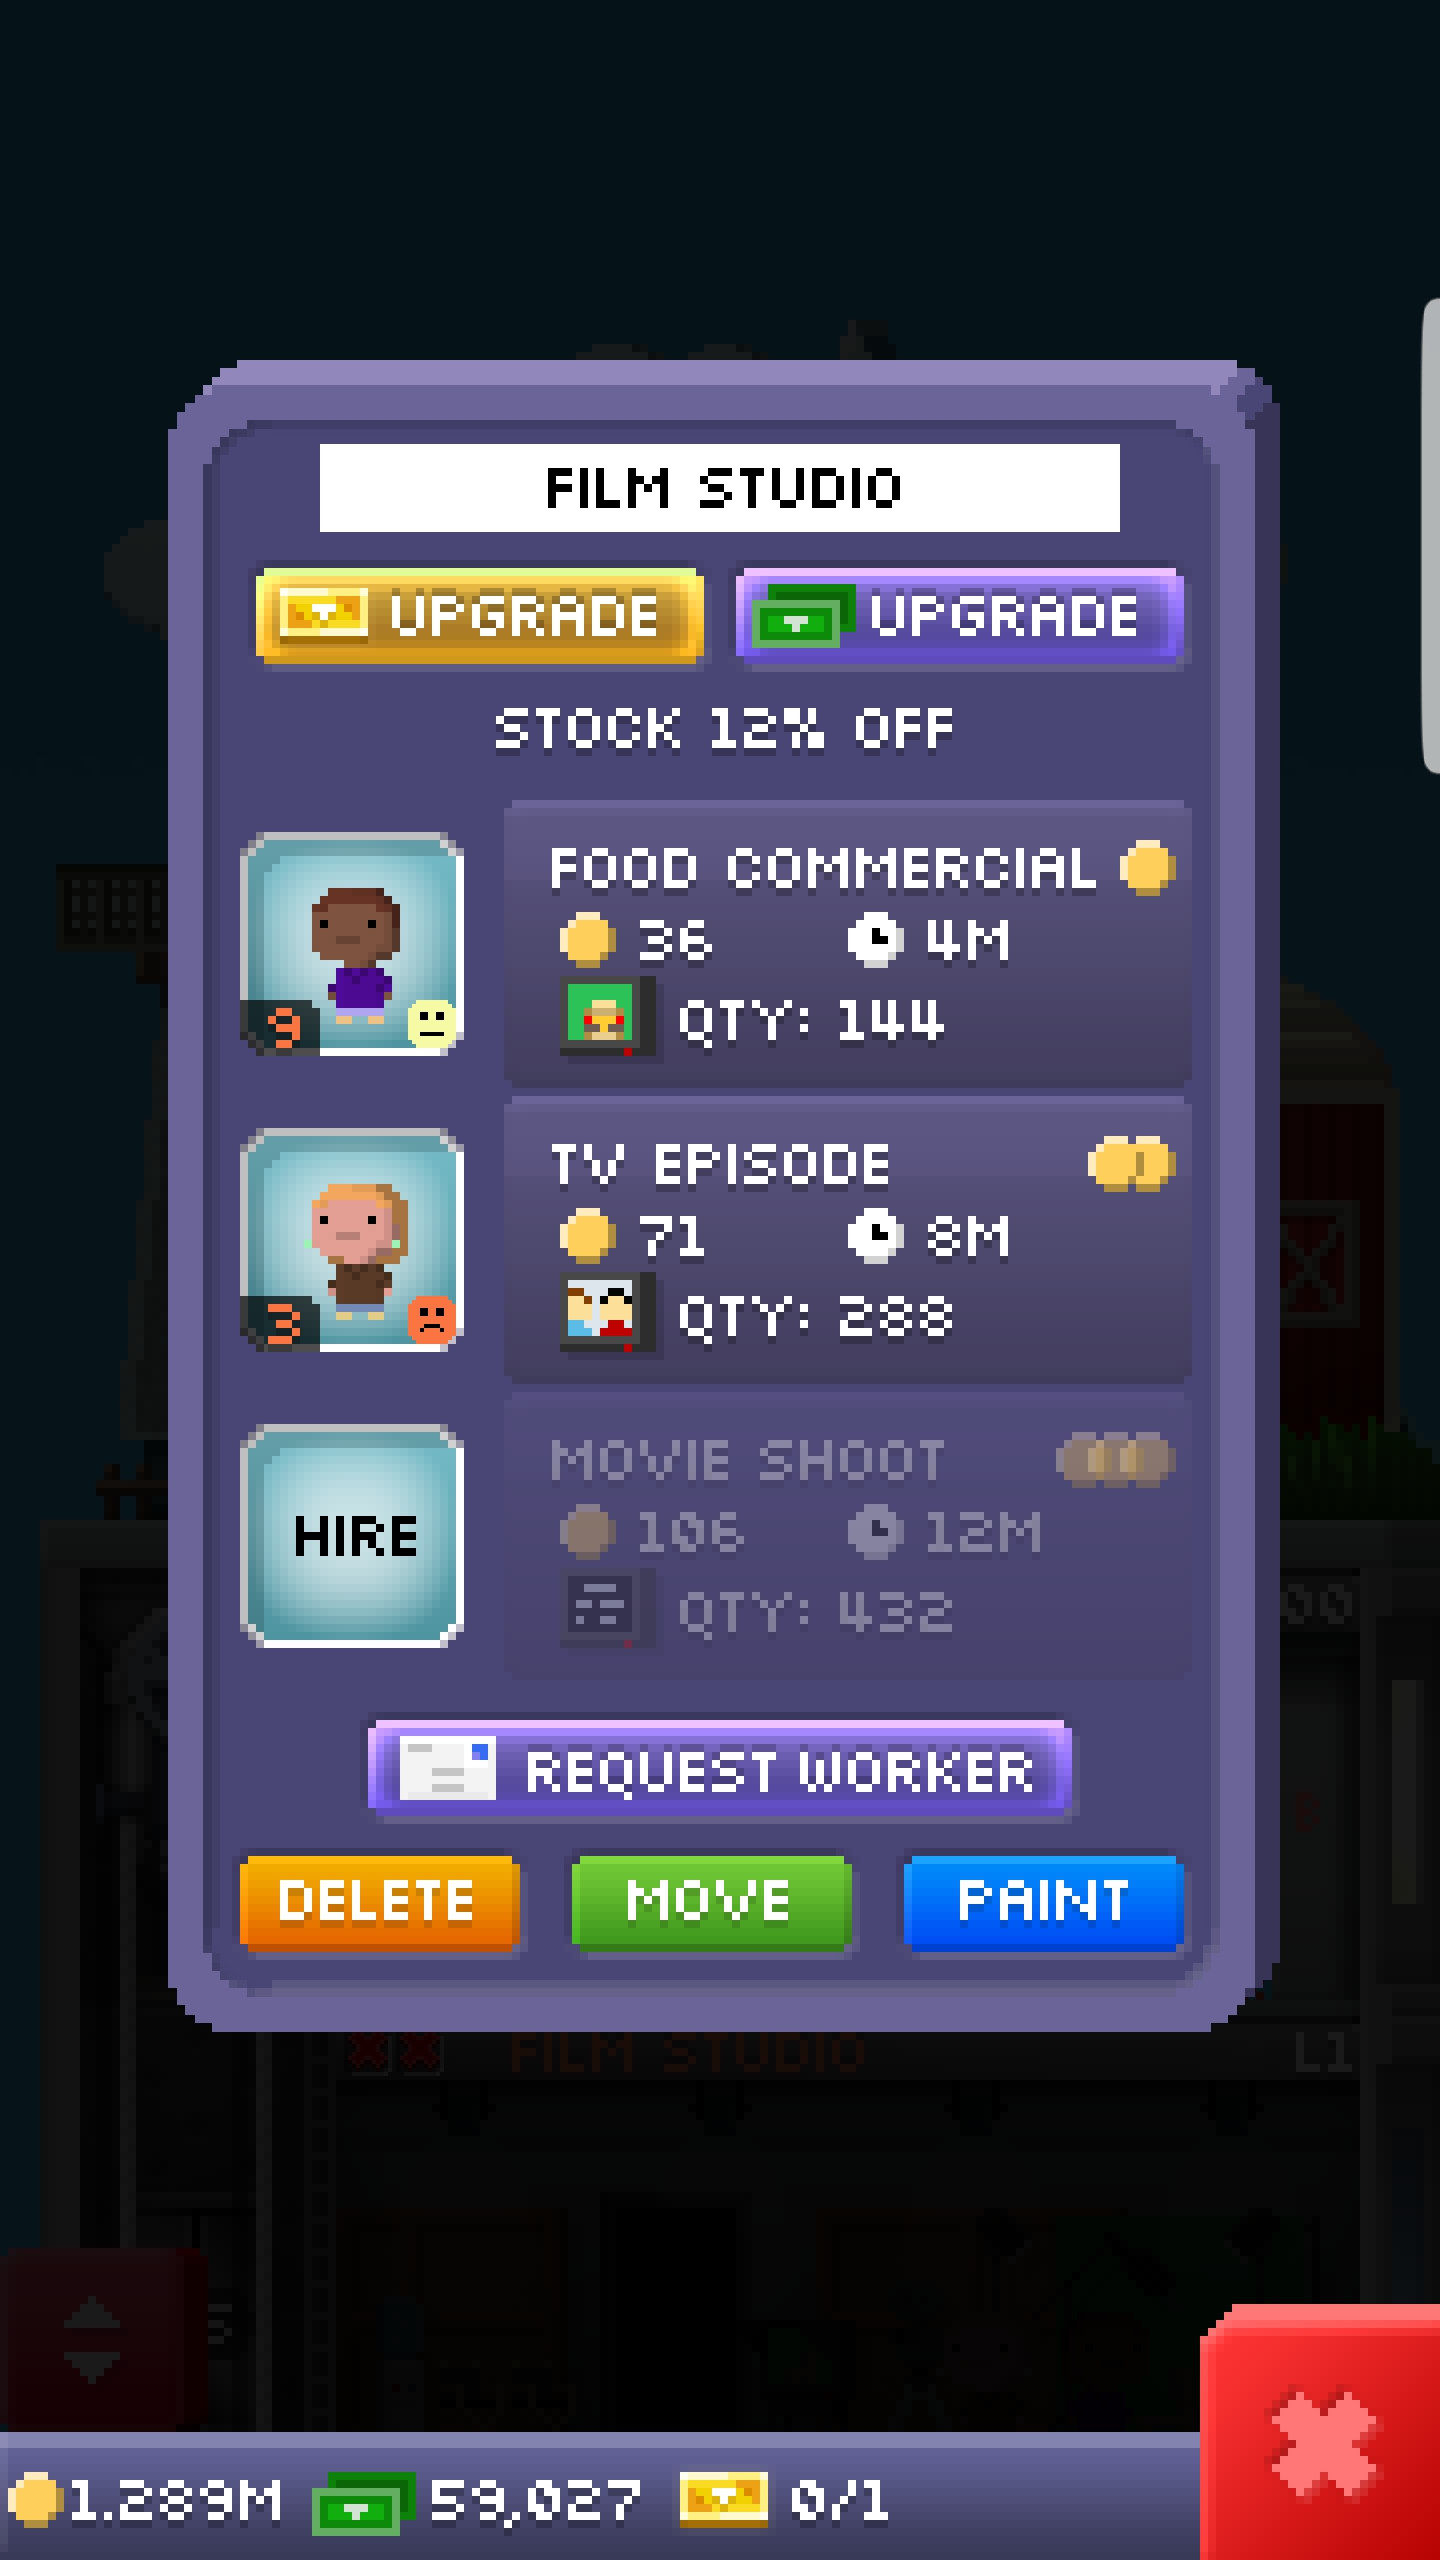 FILM STUDIO
UPGRADE UPGRADE
STOCK 12% OFF
FOOD COMMERCIAL
36 4M
9 QTY: 144
TV EPISODE
71 8M
3 QTY: 288
MOVIE SHOOT
106 12M
HIRE
QTY: 432
REQUEST WORKER
DELETE MOVE PAINT
FILM STUDIO L1
1.289M 59,027 0/1